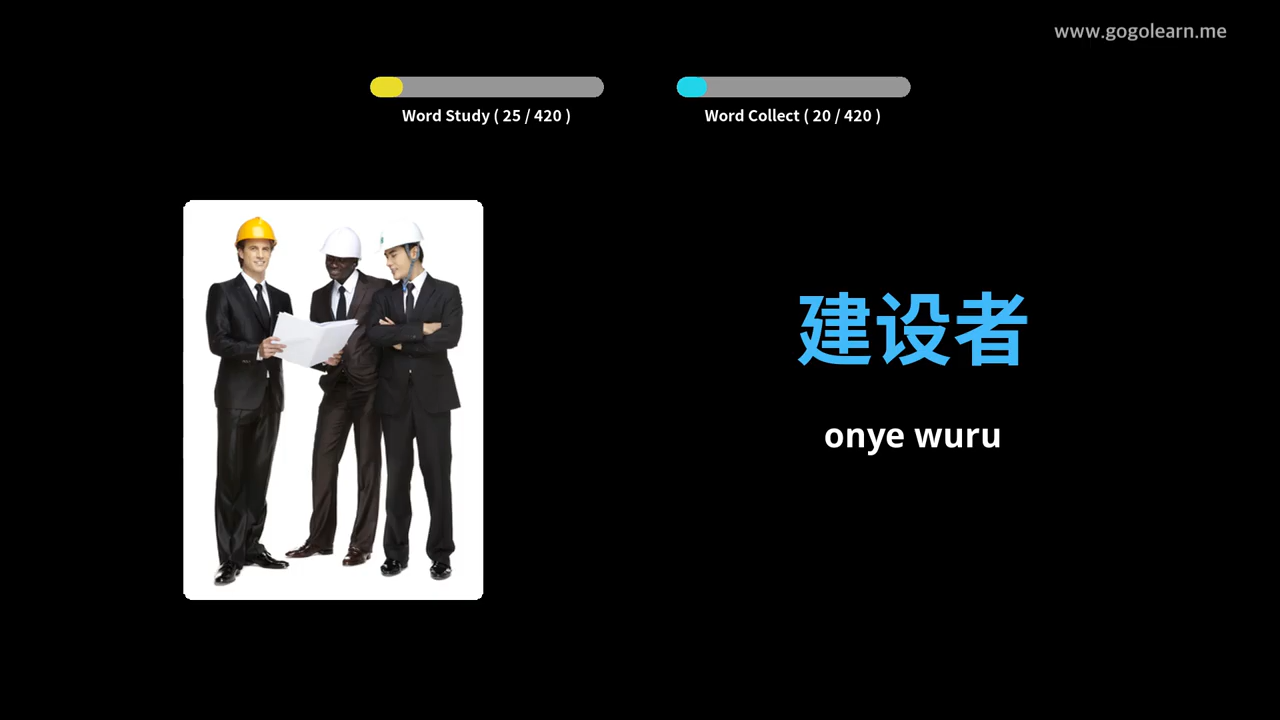 www.gogolearn.me
Word Study ( 25 / 420 )
Word Collect ( 20 / 420 )
建设者
onye wuru